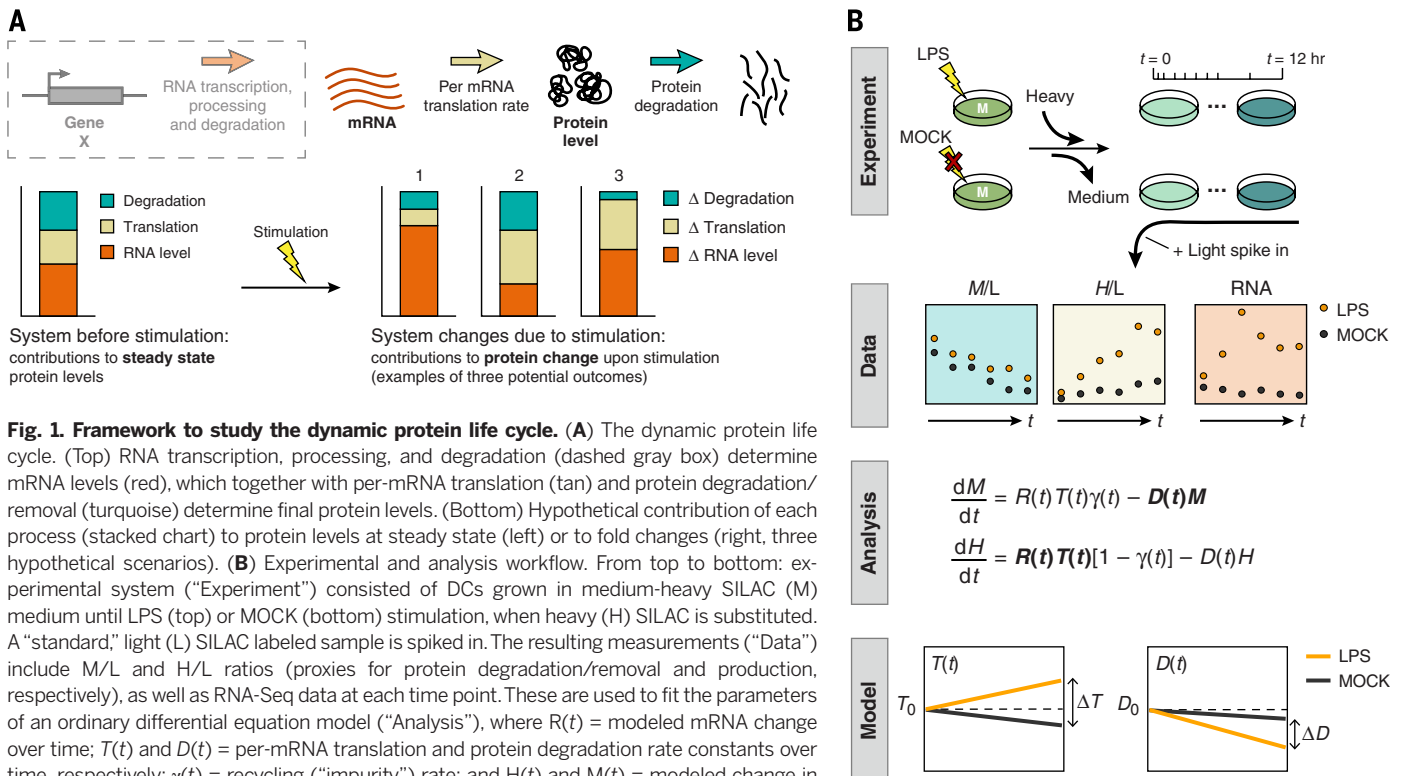 A
Gene
X
RNA transcription,
processing
and degradation
mRNA
Per mRNA
translation rate
Protein
level
Protein
degradation
Degradation
Translation
RNA level
Stimulation
1
2
3
Δ Degradation
Δ Translation
Δ RNA level
System before stimulation:
contributions to steady state
protein levels
System changes due to stimulation:
contributions to protein change upon stimulation
(examples of three potential outcomes)
Fig. 1. Framework to study the dynamic protein life cycle. (A) The dynamic protein life
cycle. (Top) RNA transcription, processing, and degradation (dashed gray box) determine
mRNA levels (red), which together with per-mRNA translation (tan) and protein degradation/
removal (turquoise) determine final protein levels. (Bottom) Hypothetical contribution of each
process (stacked chart) to protein levels at steady state (left) or to fold changes (right, three
hypothetical scenarios). (B) Experimental and analysis workflow. From top to bottom: ex-
perimental system (“Experiment”) consisted of DCs grown in medium-heavy SILAC (M)
medium until LPS (top) or MOCK (bottom) stimulation, when heavy (H) SILAC is substituted.
A “standard,” light (L) SILAC labeled sample is spiked in. The resulting measurements (“Data”)
include M/L and H/L ratios (proxies for protein degradation/removal and production,
respectively), as well as RNA-Seq data at each time point. These are used to fit the parameters
of an ordinary differential equation model (“Analysis”), where R(t) = modeled mRNA change
over time; T(t) and D(t) = per-mRNA translation and protein degradation rate constants over
time, respectively; γ(t) = recycling (“impurity”) rate; and H(t) and M(t) = modeled change in
B
Experiment
LPS
M
MOCK
M
Heavy
Medium
t = 0
t = 12 hr
...
...
+ Light spike in
Data
M/L
H/L
RNA
LPS
MOCK
t
t
t
Analysis
dM/dt = R(t)T(t)γ(t) − D(t)M
dH/dt = R(t)T(t)[1 − γ(t)] − D(t)H
Model
T(t)
T₀
ΔT
D(t)
D₀
ΔD
LPS
MOCK